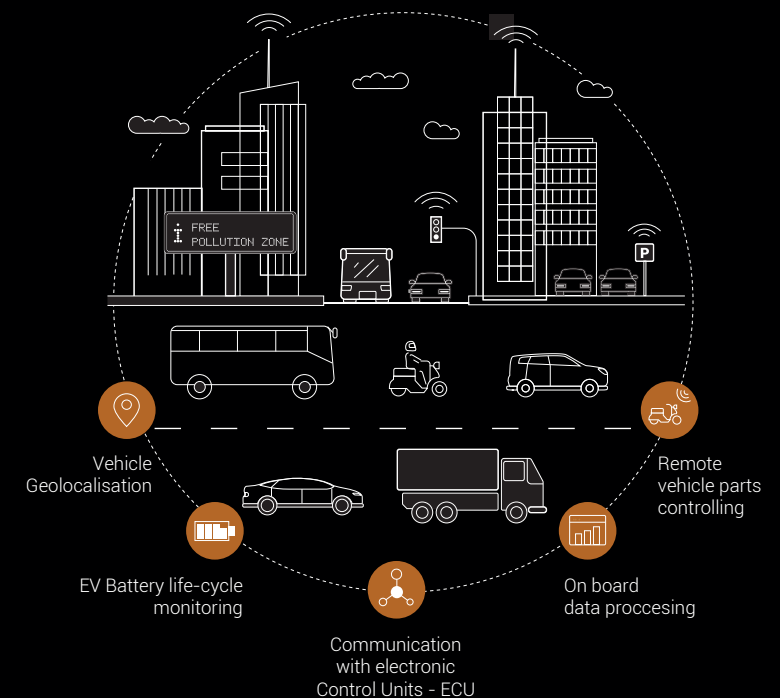 i FREE
POLLUTION ZONE
P
Vehicle
Geolocalisation
Remote
vehicle parts
controlling
EV Battery life-cycle
monitoring
On board
data proccesing
Communication
with electronic
Control Units - ECU